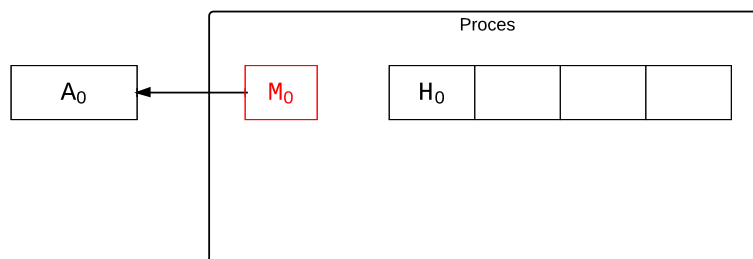 Proces
A₀ M₀ H₀